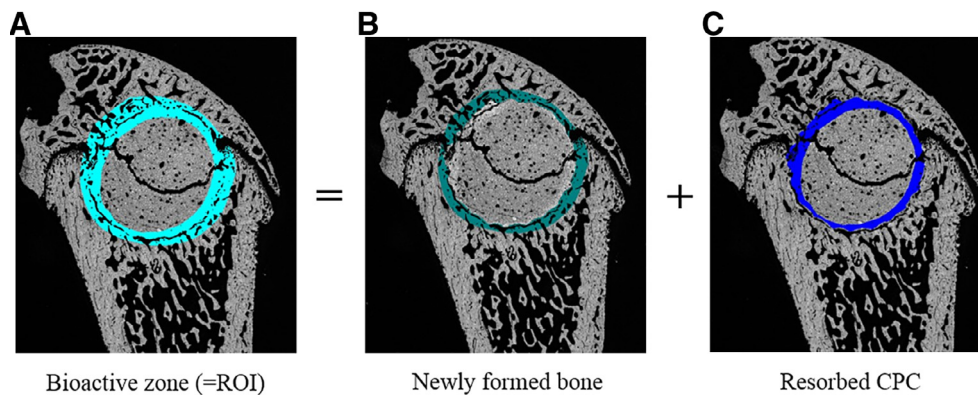 A B C
= +
Bioactive zone (=ROI) Newly formed bone Resorbed CPC